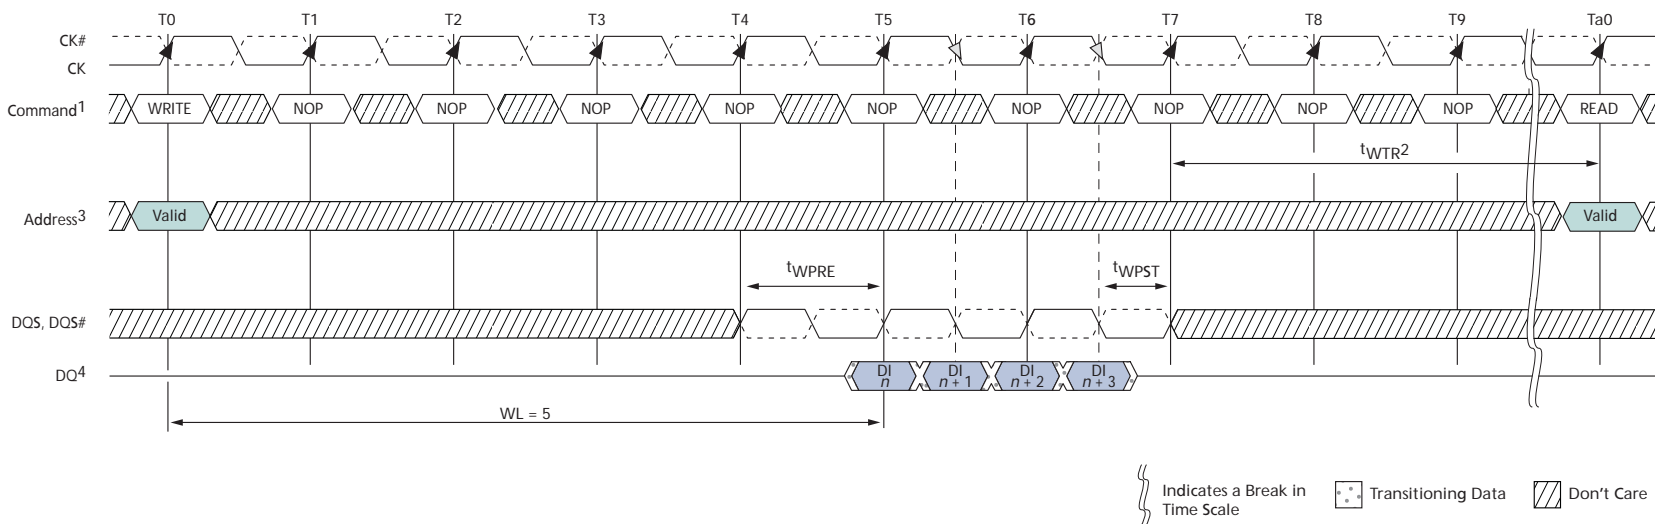 T0 T1 T2 T3 T4 T5 T6 T7 T8 T9 Ta0
CK#
CK
Command1 WRITE NOP NOP NOP NOP NOP NOP NOP NOP NOP READ
tWTR2
Address3 Valid Valid
tWPRE tWPST
DQS, DQS#
DQ4 DI n DI n + 1 DI n + 2 DI n + 3
WL = 5
Indicates a Break in
Time Scale
Transitioning Data
Don't Care